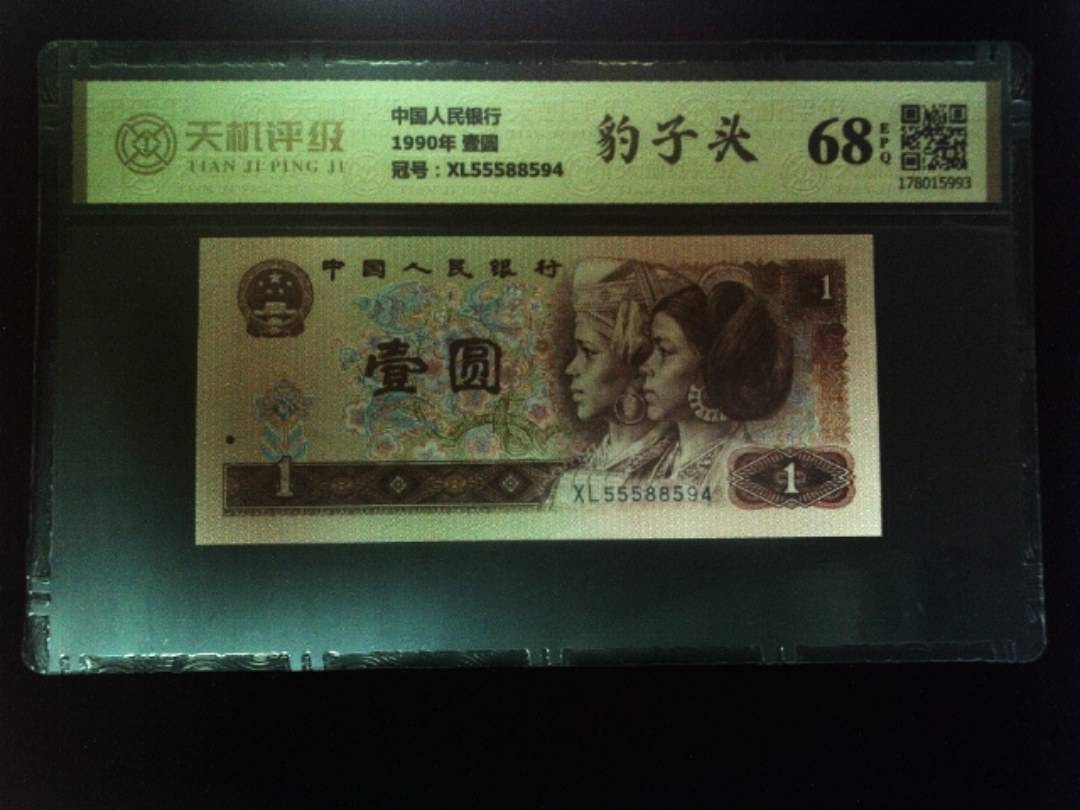 天机评级
TIAN JI PING JI
中国人民银行
1990年 壹圆
冠号：XL55588594
豹子头
68
EPQ
178015993
中国人民银行
1
壹圆
1
XL55588594
1